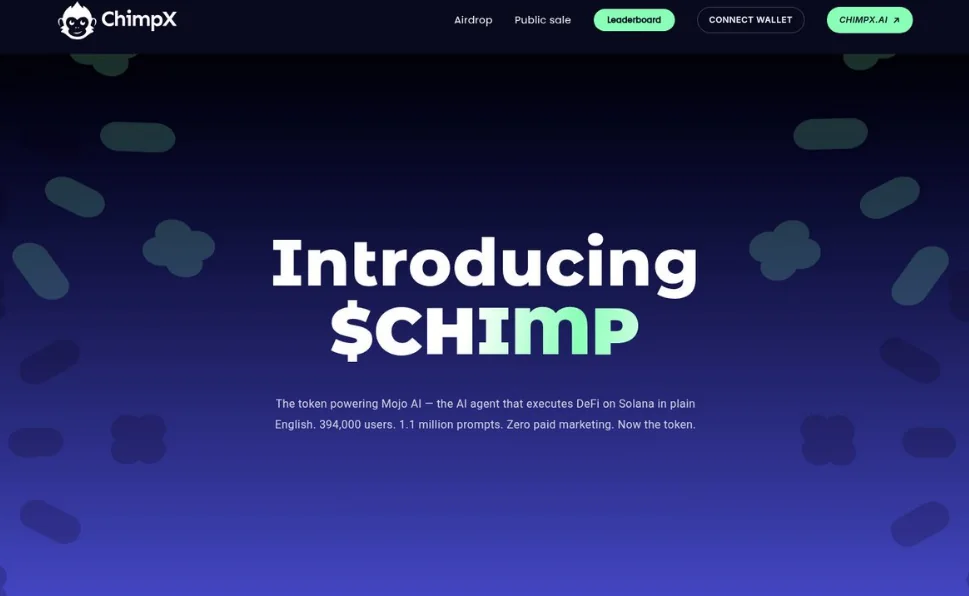 ChimpX
Airdrop
Public sale
Leaderboard
CONNECT WALLET
CHIMPX.AI ↗
Introducing
$CHIMP
The token powering Mojo AI — the AI agent that executes DeFi on Solana in plain
English. 394,000 users. 1.1 million prompts. Zero paid marketing. Now the token.